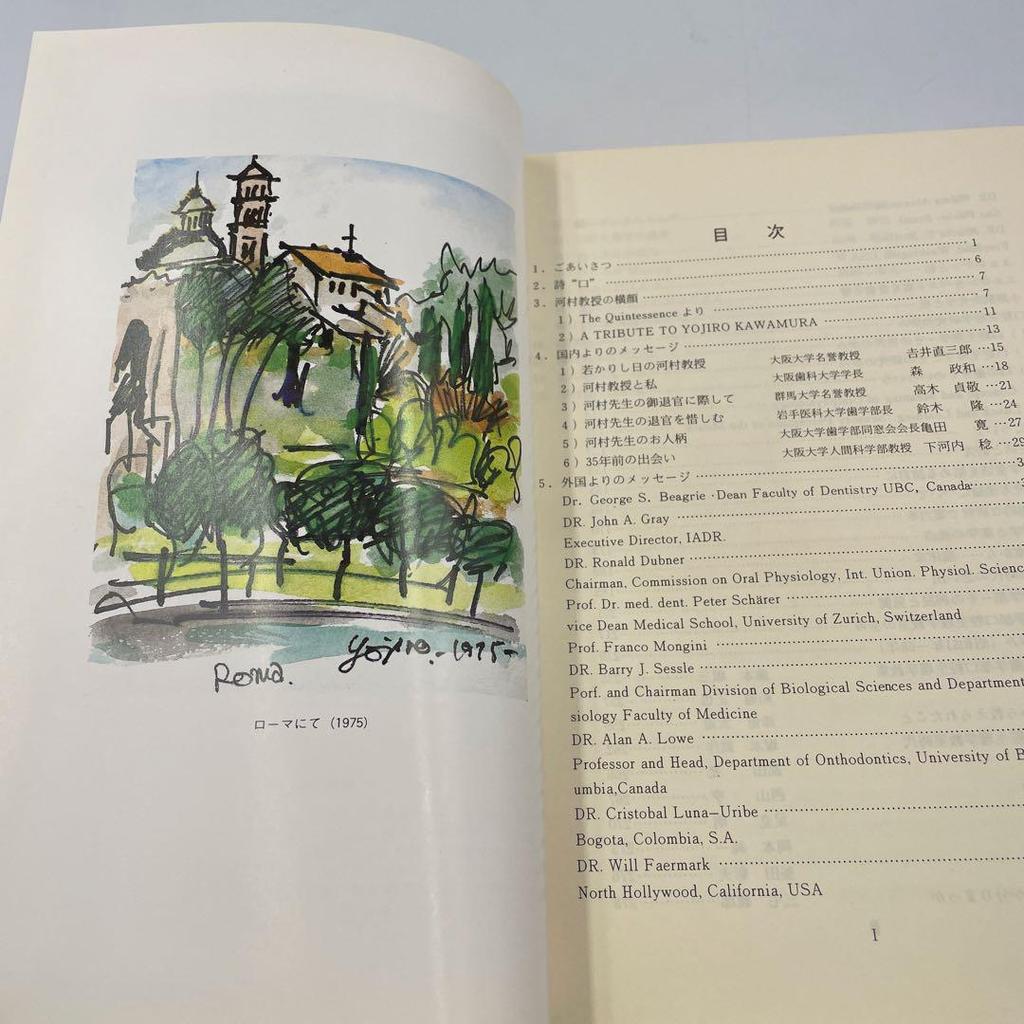 Roma.
Yojiro. -1975-
ローマにて (1975)
目 次
1. ごあいさつ ……… 1
2. 詩“口” ……… 6
3. 河村教授の横顔 ……… 7
1) The Quintessence より ……… 7
2) A TRIBUTE TO YOJIRO KAWAMURA ……… 11
4. 国内よりのメッセージ ……… 13
1) 若かりし日の河村教授 大阪大学名誉教授 吉井直三郎 …15
2) 河村教授と私 大阪歯科大学学長 森 政和 …18
3) 河村先生の御退官に際して 群馬大学名誉教授 高木 貞敬 …21
4) 河村先生の退官を惜しむ 岩手医科大学歯学部長 鈴木 隆 …24
5) 河村先生のお人柄 大阪大学歯学部同窓会会長 亀田 寛 …27
6) 35年前の出会い 大阪大学人間科学部教授 下河内 稔 …29
5. 外国よりのメッセージ ………
Dr. George S. Beagrie · Dean Faculty of Dentistry UBC, Canada ………
DR. John A. Gray ………
Executive Director, IADR.
DR. Ronald Dubner ………
Chairman, Commission on Oral Physiology, Int. Union. Physiol. Scienc
Prof. Dr. med. dent. Peter Schärer ………
vice Dean Medical School, University of Zurich, Switzerland
Prof. Franco Mongini ………
DR. Barry J. Sessle ………
Porf. and Chairman Division of Biological Sciences and Department
siology Faculty of Medicine
DR. Alan A. Lowe ………
Professor and Head, Department of Orthodontics, University of B
umbia,Canada
DR. Cristobal Luna-Uribe ………
Bogota, Colombia, S.A.
DR. Will Faermark ………
North Hollywood, California, USA
I